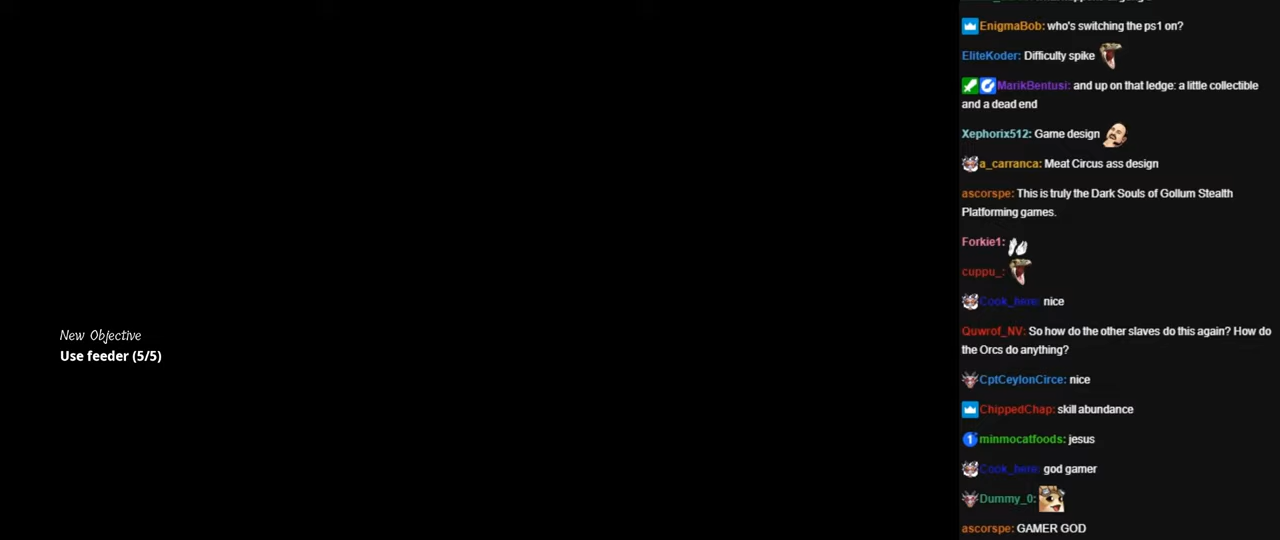 New Objective
Use feeder (5/5)
EnigmaBob: who's switching the ps1 on?
EliteKoder: Difficulty spike
MarikBentusi: and up on that ledge: a little collectible
and a dead end
Xephorix512: Game design
a_carranca: Meat Circus ass design
ascorspe: This is truly the Dark Souls of Gollum Stealth
Platforming games.
Forkie1:
cuppu_:
Cook_here: nice
Quwrof_NV: So how do the other slaves do this again? How do
the Orcs do anything?
CptCeylonCirce: nice
ChippedChap: skill abundance
1 minmocatfoods: jesus
Cook_here: god gamer
Dummy_0:
ascorspe: GAMER GOD